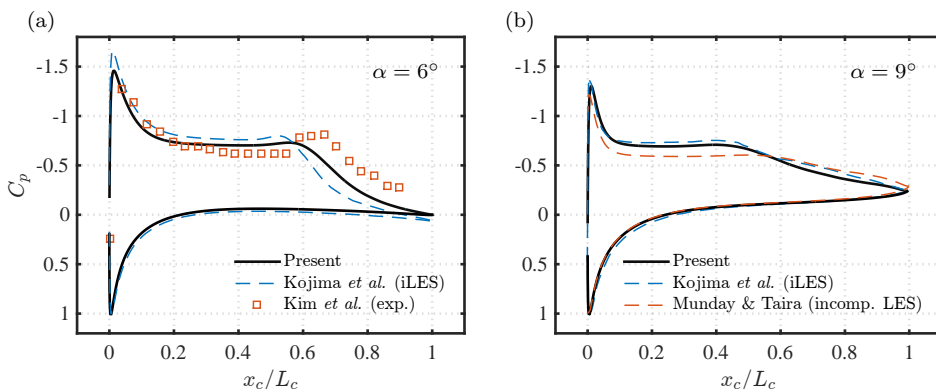 (a)
α = 6°
C_p
-1.5
-1
-0.5
0
0.5
1
0 0.2 0.4 0.6 0.8 1
x_c/L_c
Present
Kojima et al. (iLES)
Kim et al. (exp.)
(b)
α = 9°
-1.5
-1
-0.5
0
0.5
1
0 0.2 0.4 0.6 0.8 1
x_c/L_c
Present
Kojima et al. (iLES)
Munday & Taira (incomp. LES)